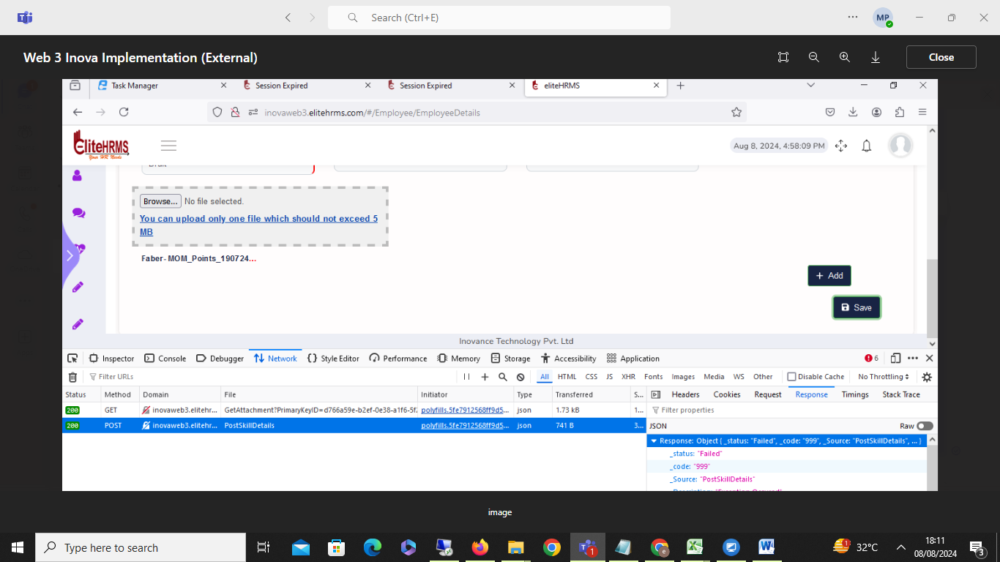 Search (Ctrl+E)
MP
Web 3 Inova Implementation (External)
Close
Task Manager
Session Expired
Session Expired
eliteHRMS
inovaweb3.elitehrms.com/#/Employee/EmployeeDetails
EliteHRMS
Your HR Needs
Aug 8, 2024, 4:58:09 PM
Browse... No file selected.
You can upload only one file which should not exceed 5
MB
Faber-MOM_Points_190724...
+ Add
Save
Inovance Technology Pvt. Ltd
Inspector Console Debugger Network Style Editor Performance Memory Storage Accessibility Application 6
Filter URLs All HTML CSS JS XHR Fonts Images Media WS Other Disable Cache No Throttling
Status Method Domain File Initiator Type Transferred S... Headers Cookies Request Response Timings Stack Trace
200 GET inovaweb3.elitehr... GetAttachment?PrimaryKeyID=d766a59e-b2ef-0e38-a1f6-5f: polyfills.5fe7912568ff9d5... json 1.73 kB 1...
Filter properties
200 POST inovaweb3.elitehr... PostSkillDetails polyfills.5fe7912568ff9d5... json 741 B 3...
JSON Raw
Response: Object { _status: "Failed", _code: "999", _Source: "PostSkillDetails", ... }
_status: "Failed"
_code: "999"
_Source: "PostSkillDetails"
image
Type here to search
1
1
32°C
18:11
08/08/2024
3